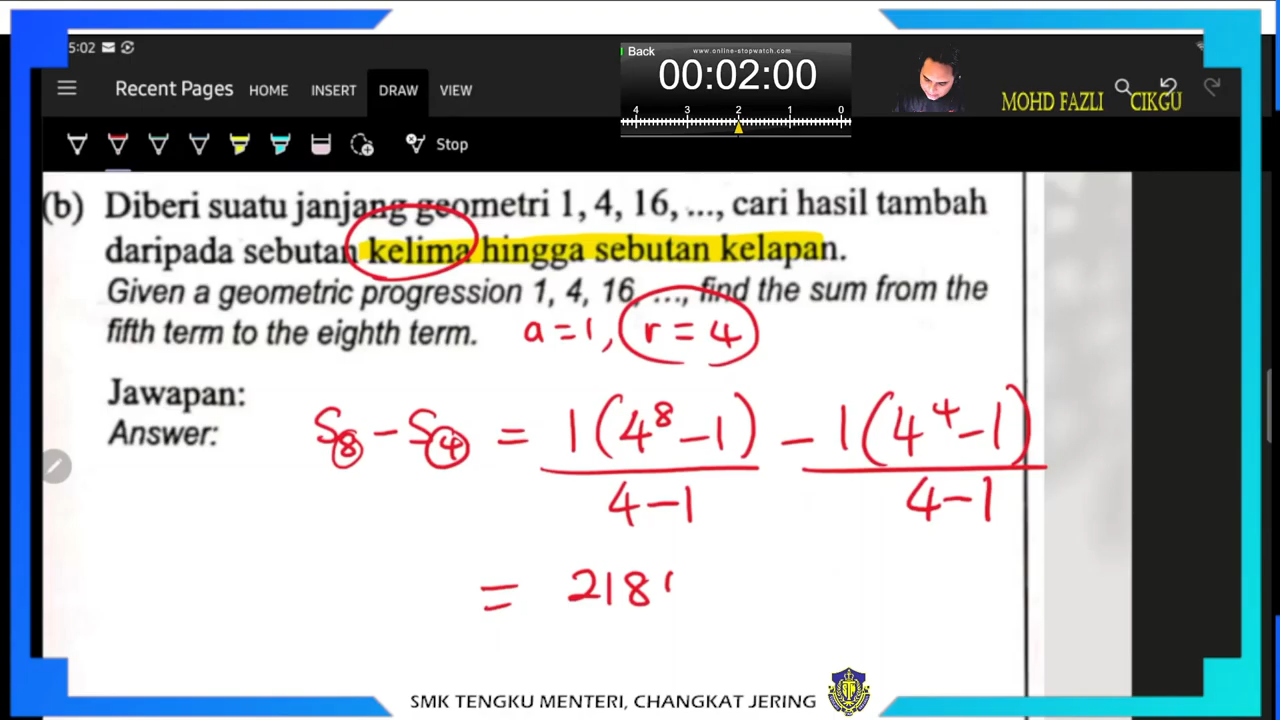 5:02
Back
www.online-stopwatch.com
00:02:00
4 3 2 1 0
Recent Pages HOME INSERT DRAW VIEW
MOHD FAZLI CIKGU
Stop
(b) Diberi suatu janjang geometri 1, 4, 16, ..., cari hasil tambah
daripada sebutan kelima hingga sebutan kelapan.
Given a geometric progression 1, 4, 16, ..., find the sum from the
fifth term to the eighth term.
a = 1, r = 4
Jawapan:
Answer:
S₈ - S₄ = 1(4⁸ - 1) / 4 - 1 - 1(4⁴ - 1) / 4 - 1
= 218
SMK TENGKU MENTERI, CHANGKAT JERING